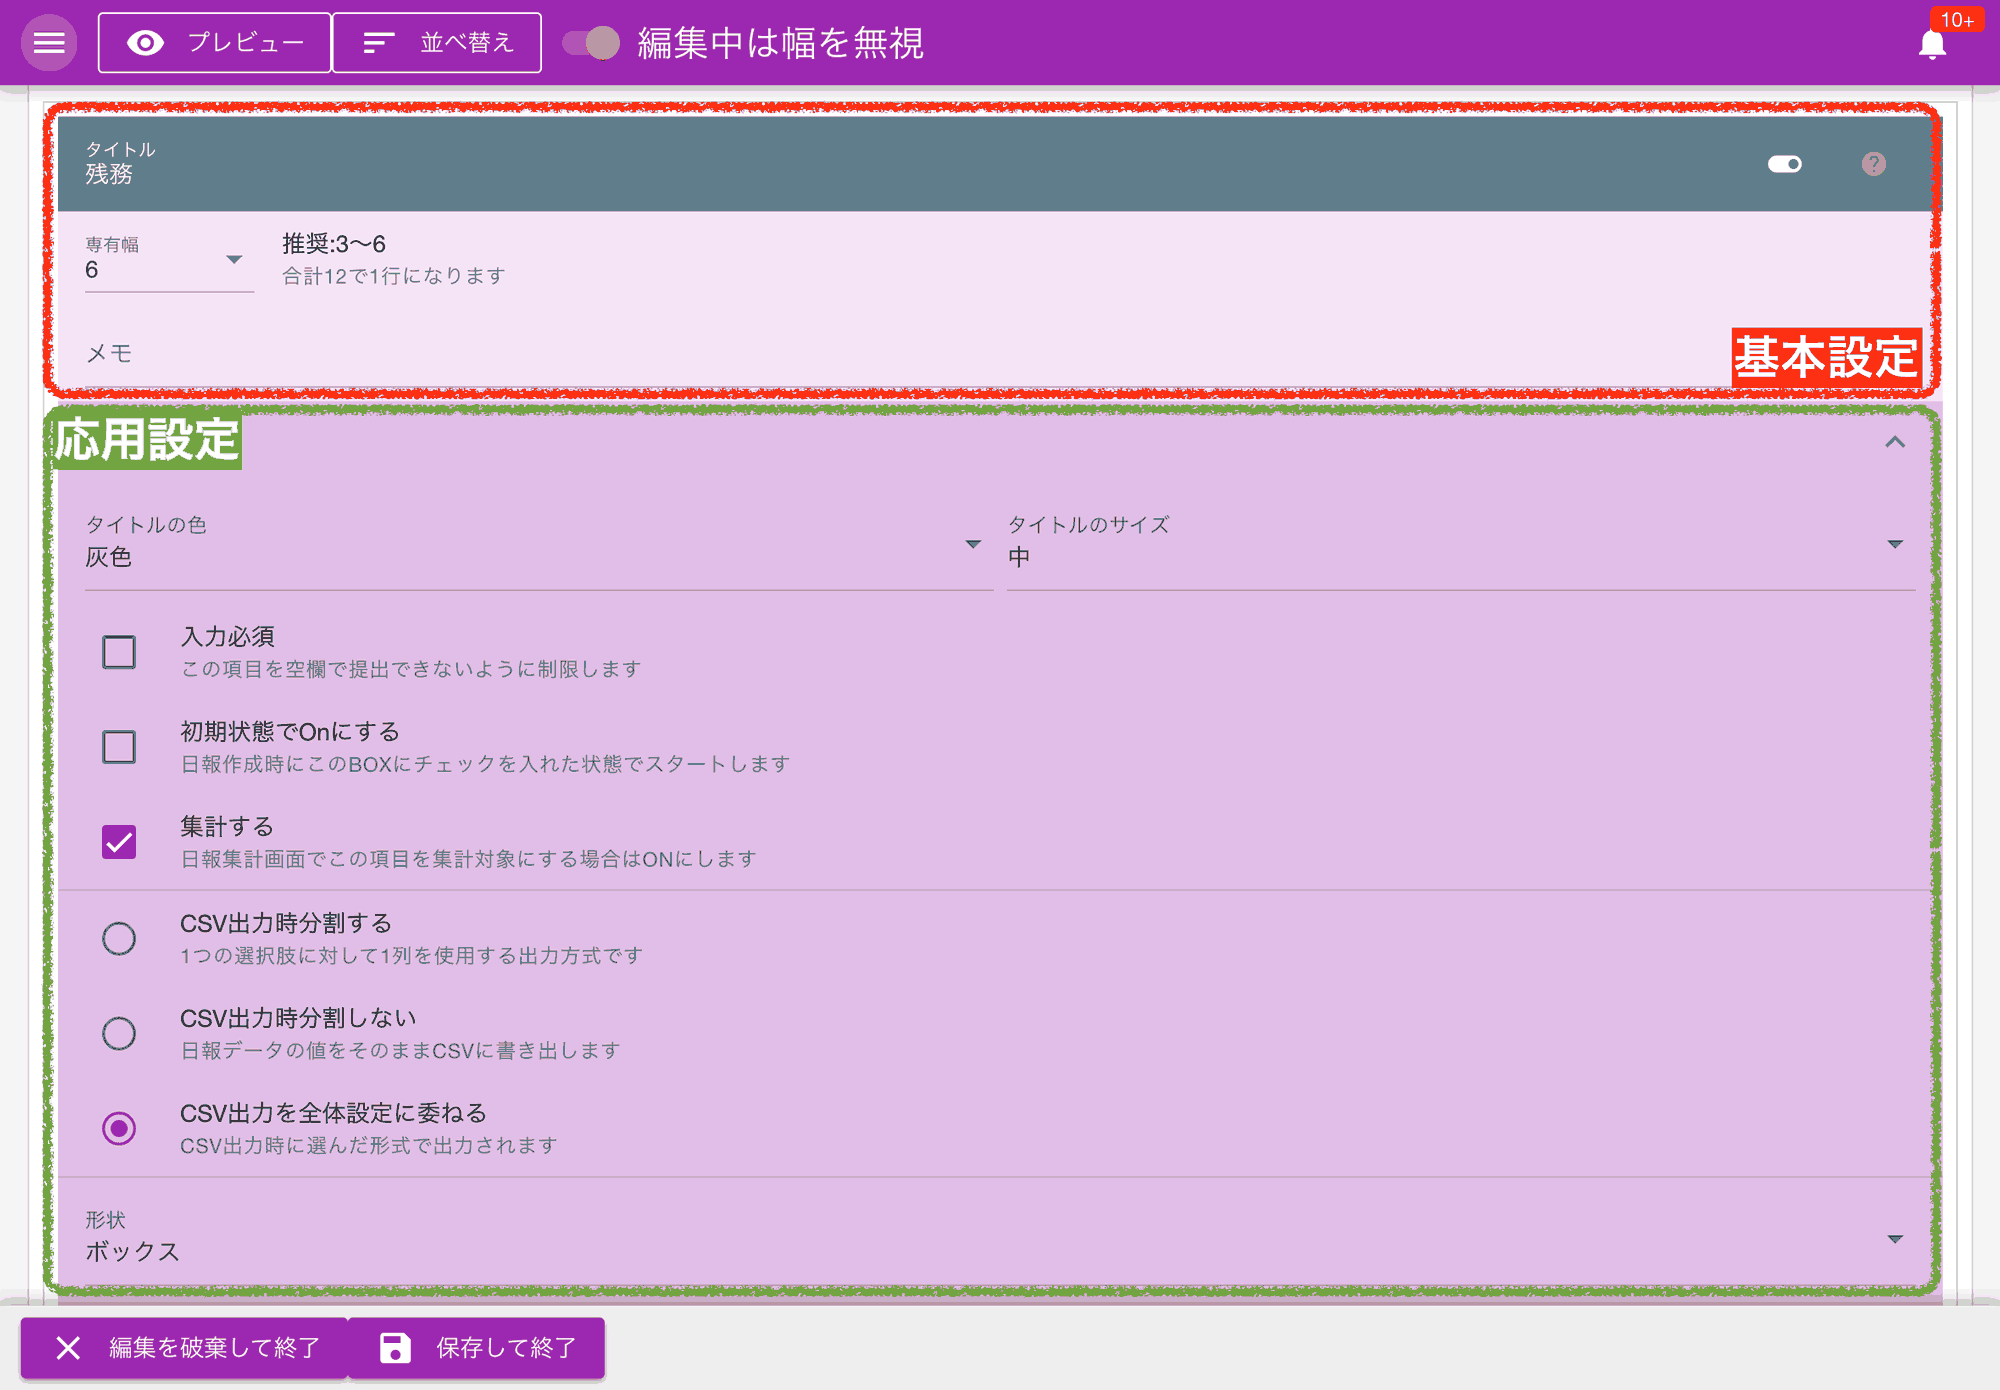 プレビュー
並べ替え
編集中は幅を無視
10+
タイトル
残務
?
専有幅
6
推奨:3〜6
合計12で1行になります
メモ
基本設定
応用設定
タイトルの色
灰色
タイトルのサイズ
中
入力必須
この項目を空欄で提出できないように制限します
初期状態でOnにする
日報作成時にこのBOXにチェックを入れた状態でスタートします
集計する
日報集計画面でこの項目を集計対象にする場合はONにします
CSV出力時分割する
1つの選択肢に対して1列を使用する出力方式です
CSV出力時分割しない
日報データの値をそのままCSVに書き出します
CSV出力を全体設定に委ねる
CSV出力時に選んだ形式で出力されます
形状
ボックス
編集を破棄して終了
保存して終了